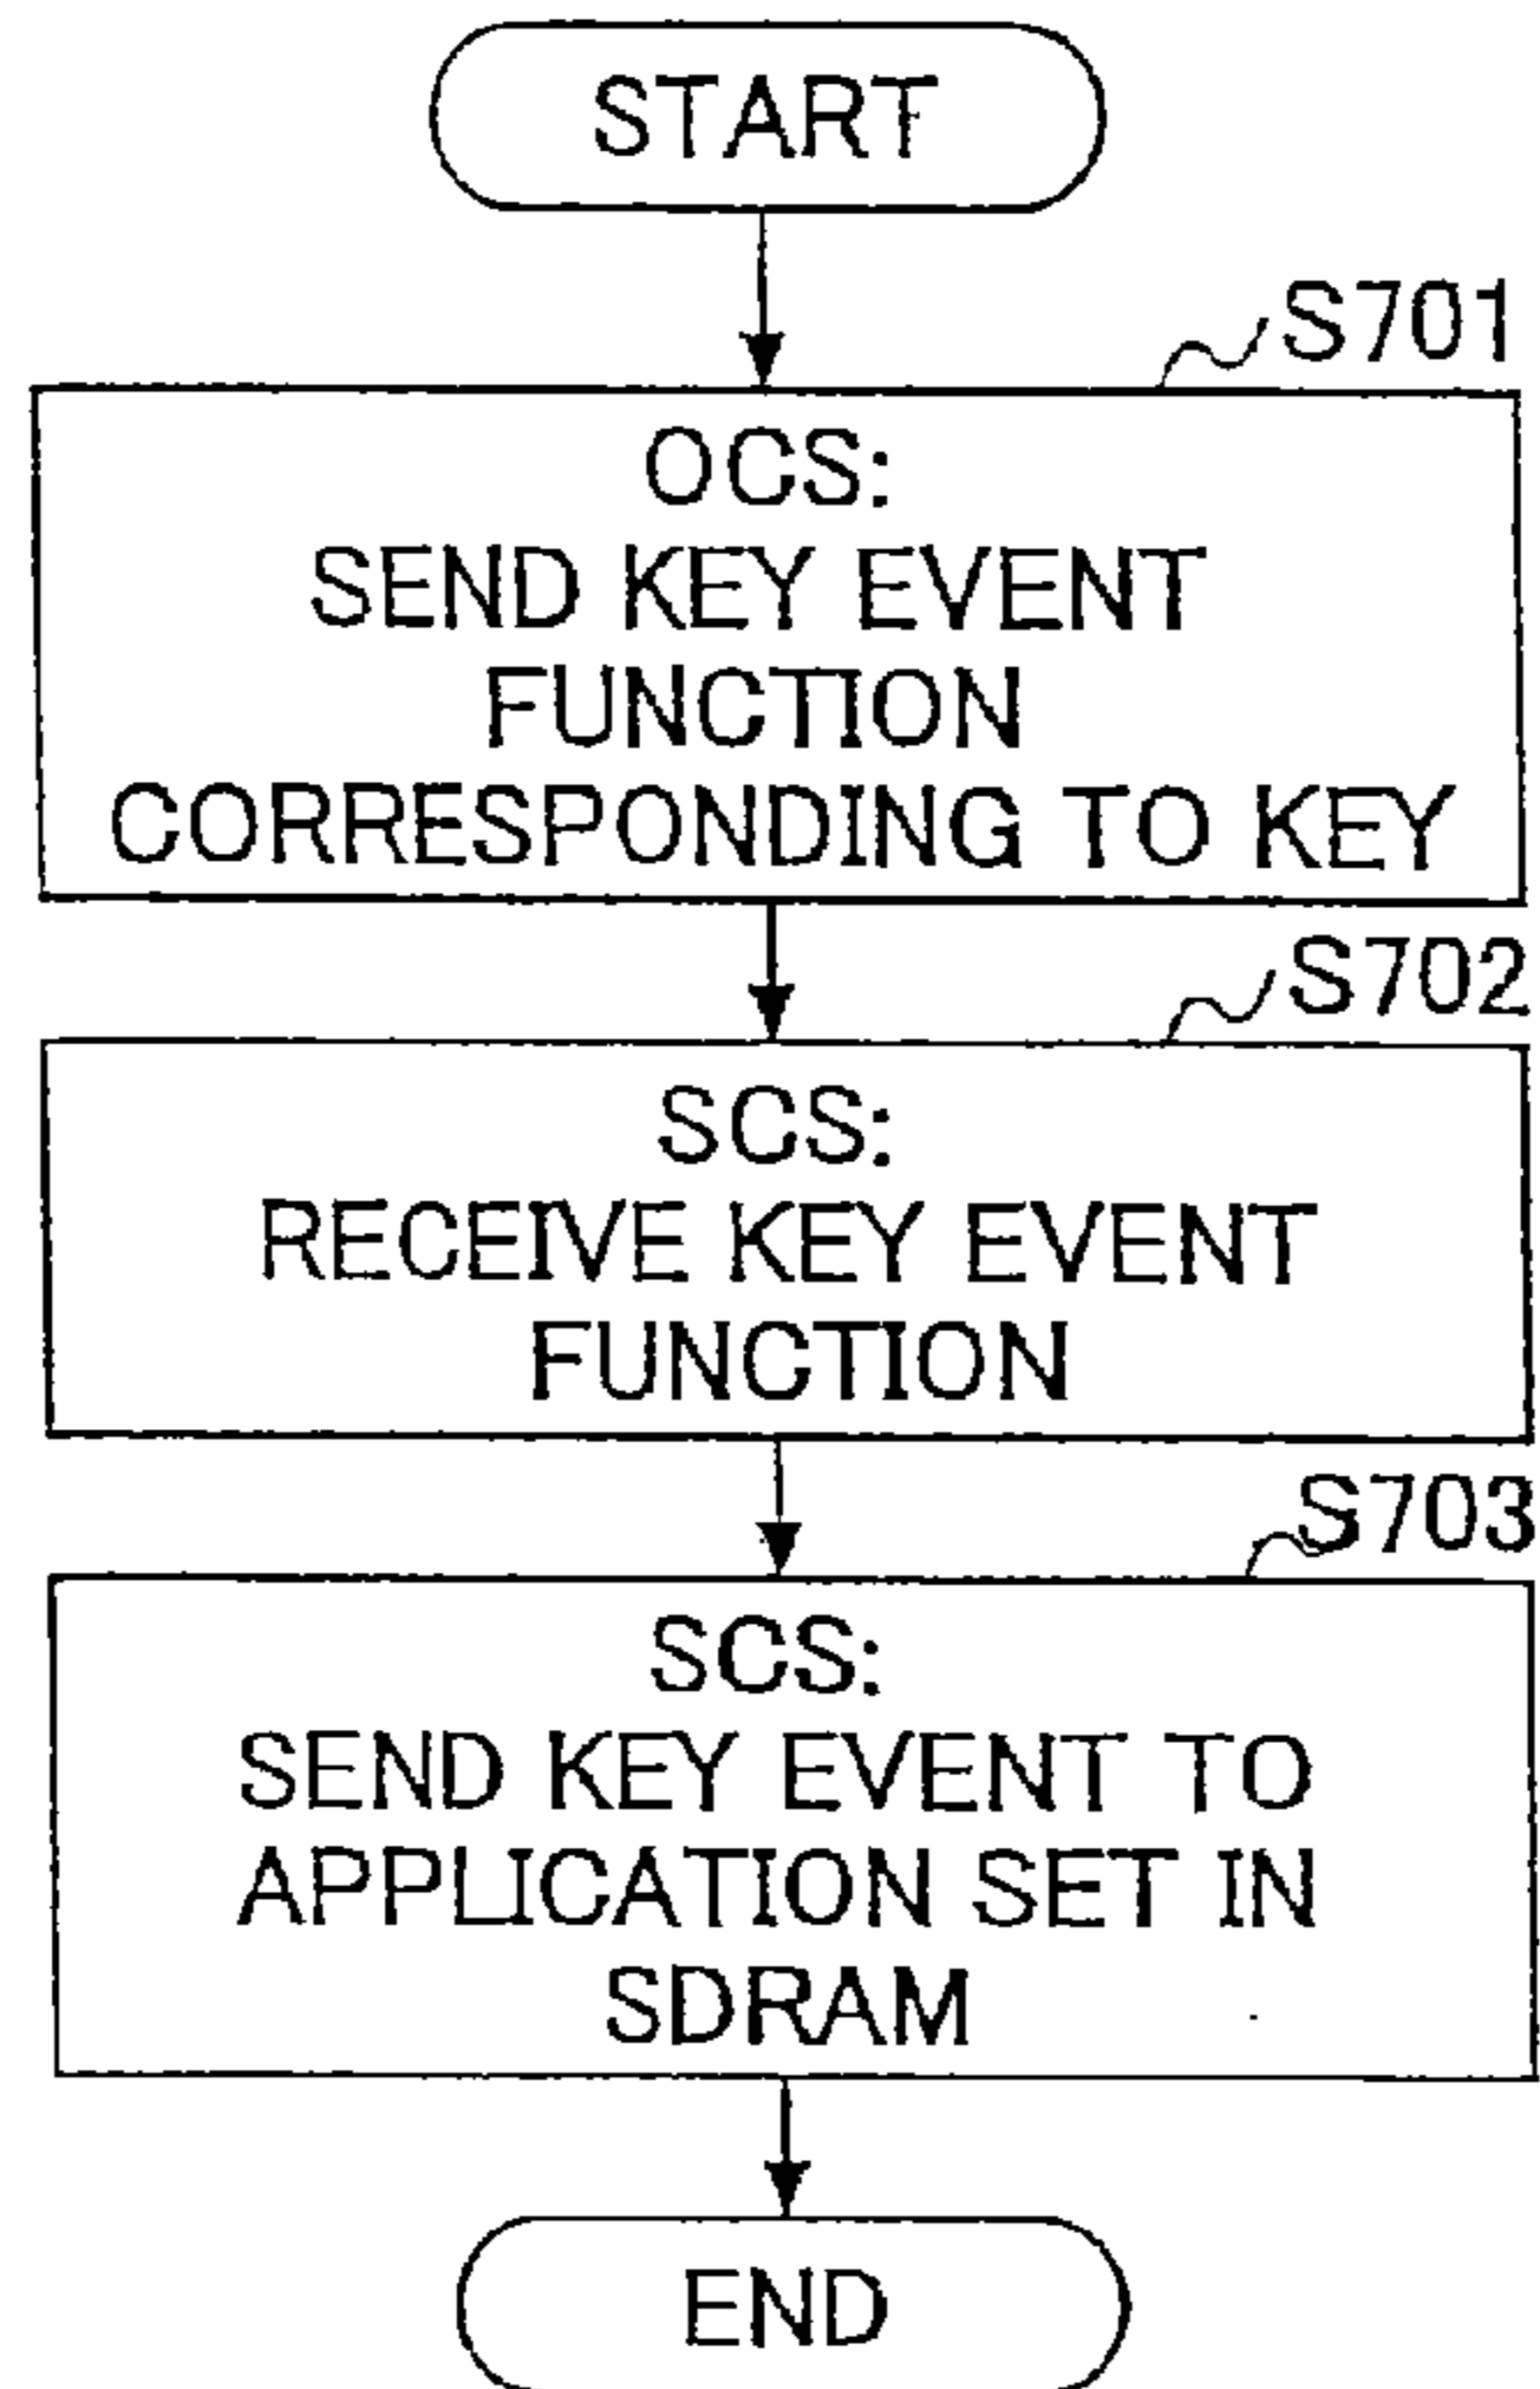 START
S701
OCS:
SEND KEY EVENT
FUNCTION
CORRESPONDING TO KEY
S702
SCS:
RECEIVE KEY EVENT
FUNCTION
S703
SCS:
SEND KEY EVENT TO
APPLICATION SET IN
SDRAM
END